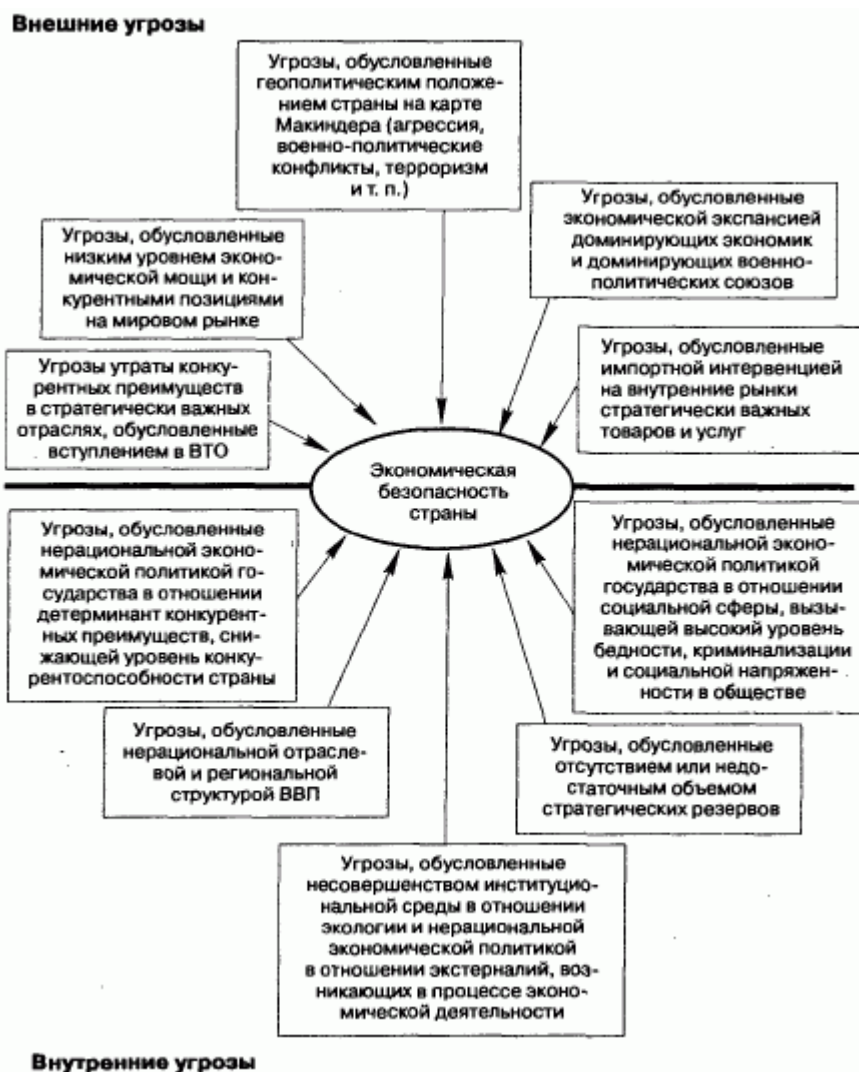 Внешние угрозы
Угрозы, обусловленные
геополитическим положе-
нием страны на карте
Макиндера (агрессия,
военно-политические
конфликты, терроризм
и т. п.)
Угрозы, обусловленные
экономической экспансией
доминирующих экономик
и доминирующих военно-
политических союзов
Угрозы, обусловленные
низким уровнем эконо-
мической мощи и кон-
курентными позициями
на мировом рынке
Угрозы, обусловленные
импортной интервенцией
на внутренние рынки
стратегически важных
товаров и услуг
Угрозы утраты конку-
рентных преимуществ
в стратегически важных
отраслях, обусловленные
вступлением в ВТО
Экономическая
безопасность
страны
Угрозы, обусловленные
нерациональной эконо-
мической политикой го-
сударства в отношении
детерминант конкурент-
ных преимуществ, сни-
жающей уровень конку-
рентоспособности страны
Угрозы, обусловленные
нерациональной эконо-
мической политикой
государства в отношении
социальной сферы, вызы-
вающей высокий уровень
бедности, криминализации
и социальной напряжен-
ности в обществе
Угрозы, обусловленные
нерациональной отрасле-
вой и региональной
структурой ВВП
Угрозы, обусловленные
отсутствием или недо-
статочным объемом
стратегических резервов
Угрозы, обусловленные
несовершенством институцио-
нальной среды в отношении
экологии и нерациональной
экономической политикой
в отношении экстерналий, воз-
никающих в процессе эконо-
мической деятельности
Внутренние угрозы